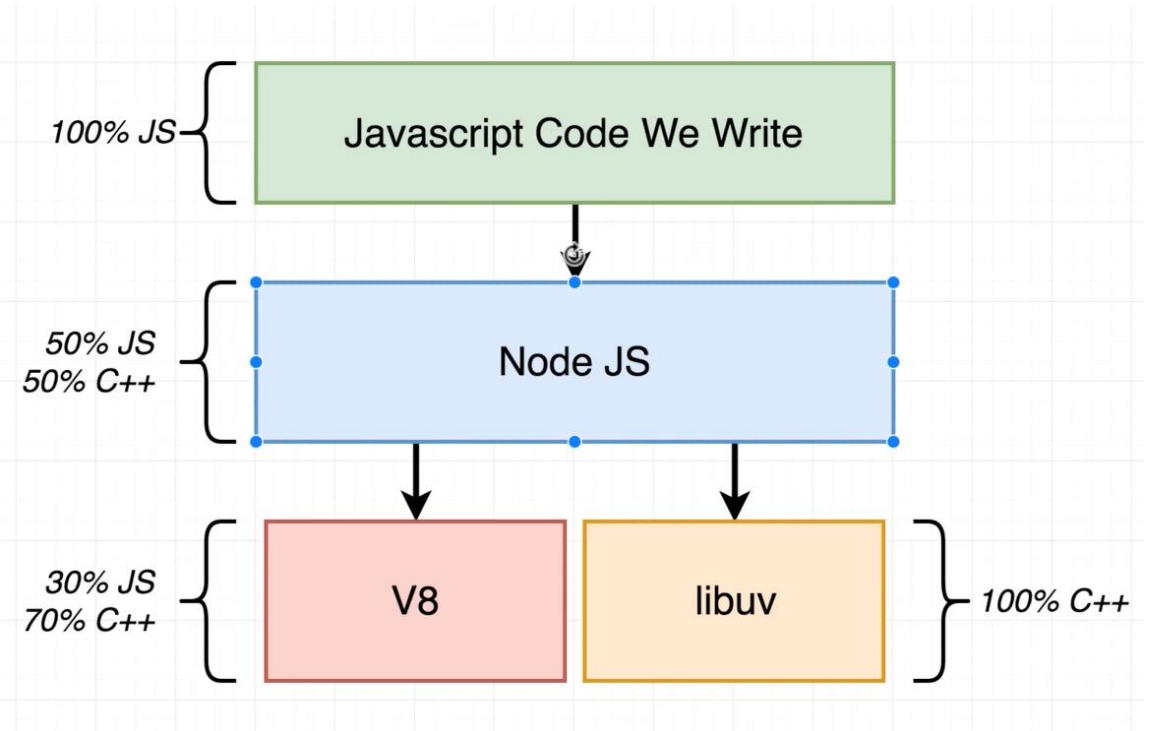 100% JS
Javascript Code We Write
50% JS
50% C++
Node JS
30% JS
70% C++
V8
libuv
100% C++